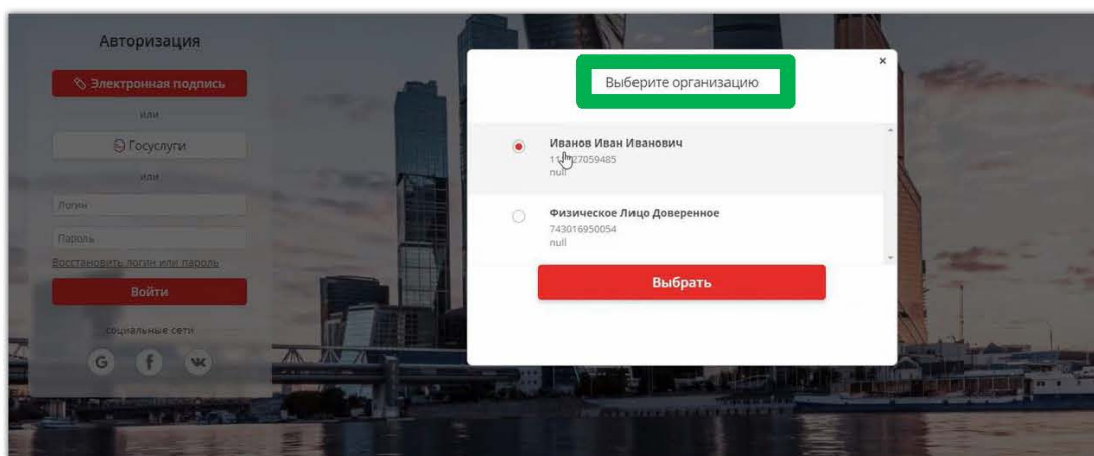 Авторизация
Электронная подпись
или
Госуслуги
или
Логин
Пароль
Восстановить логин или пароль
Войти
социальные сети
G f
Выберите организацию
×
Иванов Иван Иванович
27059485
null
Физическое Лицо Доверенное
743016950054
null
Выбрать